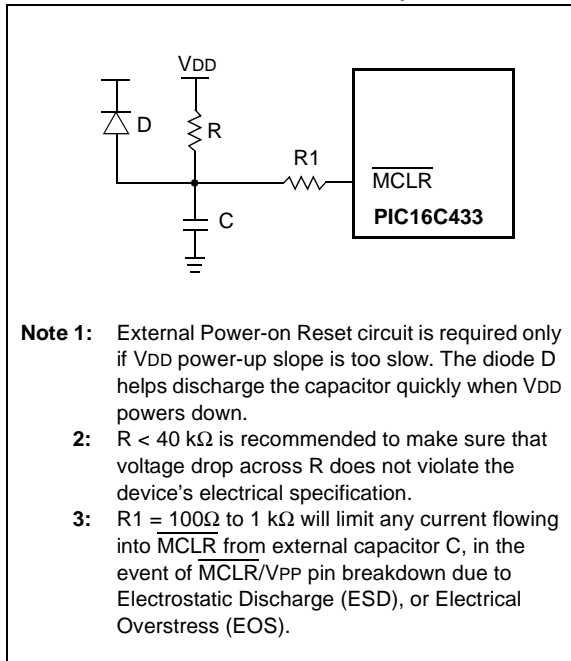 VDD
D
R
R1
MCLR
C
PIC16C433
Note 1: External Power-on Reset circuit is required only
if VDD power-up slope is too slow. The diode D
helps discharge the capacitor quickly when VDD
powers down.
2: R < 40 kΩ is recommended to make sure that
voltage drop across R does not violate the
device's electrical specification.
3: R1 = 100Ω to 1 kΩ will limit any current flowing
into MCLR from external capacitor C, in the
event of MCLR/VPP pin breakdown due to
Electrostatic Discharge (ESD), or Electrical
Overstress (EOS).